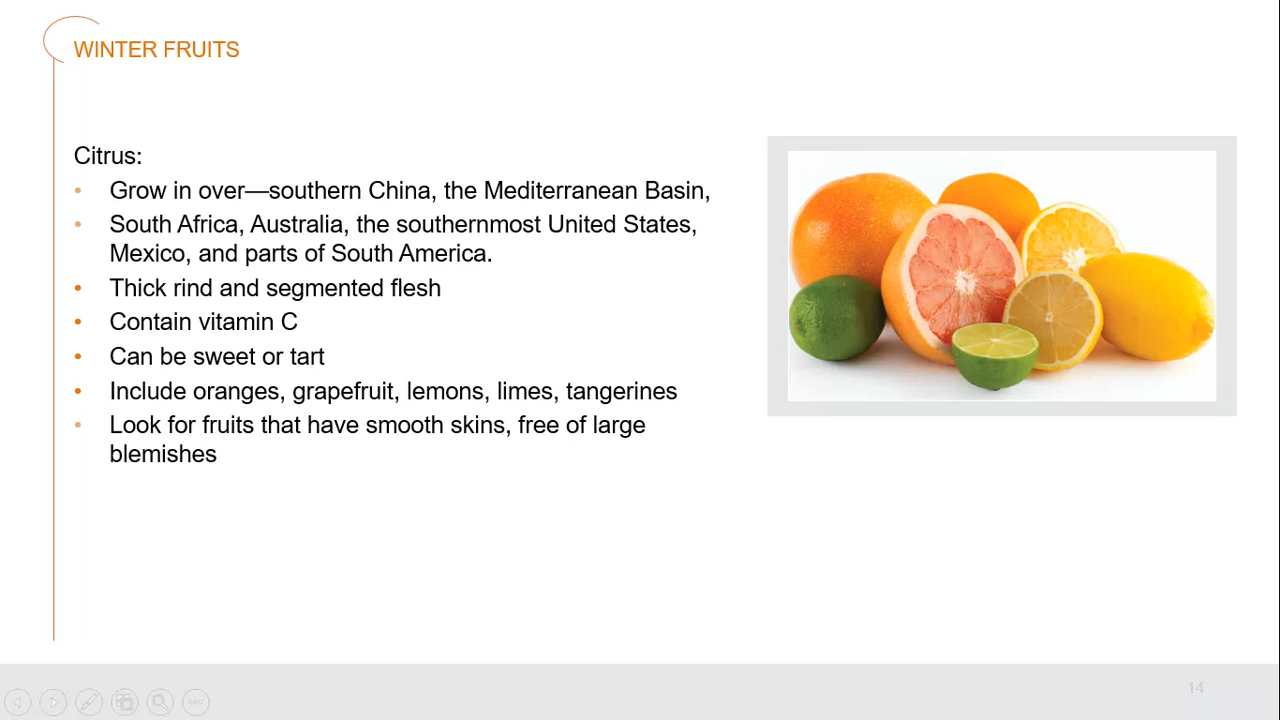 WINTER FRUITS
Citrus:
• Grow in over—southern China, the Mediterranean Basin,
• South Africa, Australia, the southernmost United States,
Mexico, and parts of South America.
• Thick rind and segmented flesh
• Contain vitamin C
• Can be sweet or tart
• Include oranges, grapefruit, lemons, limes, tangerines
• Look for fruits that have smooth skins, free of large
blemishes
14